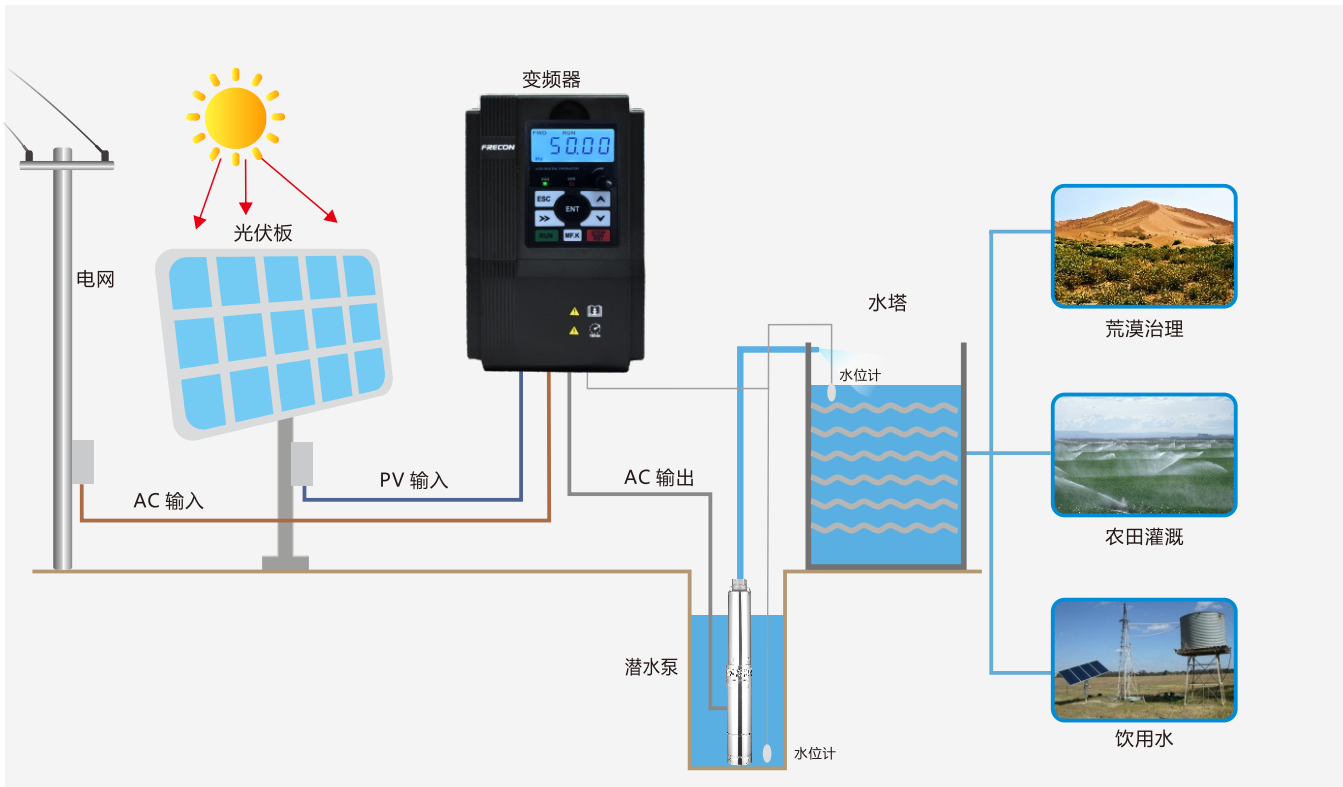 变频器
光伏板
电网
FRECON
FWD RUN
50.00
Hz
ESC
ENT
RUN
MF.K
水塔
水位计
荒漠治理
PV 输入
AC 输入
AC 输出
农田灌溉
潜水泵
水位计
饮用水